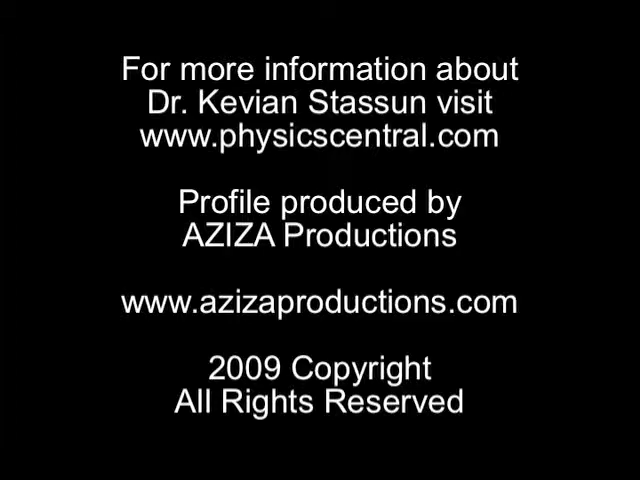 For more information about
Dr. Kevian Stassun visit
www.physicscentral.com
Profile produced by
AZIZA Productions
www.azizaproductions.com
2009 Copyright
All Rights Reserved